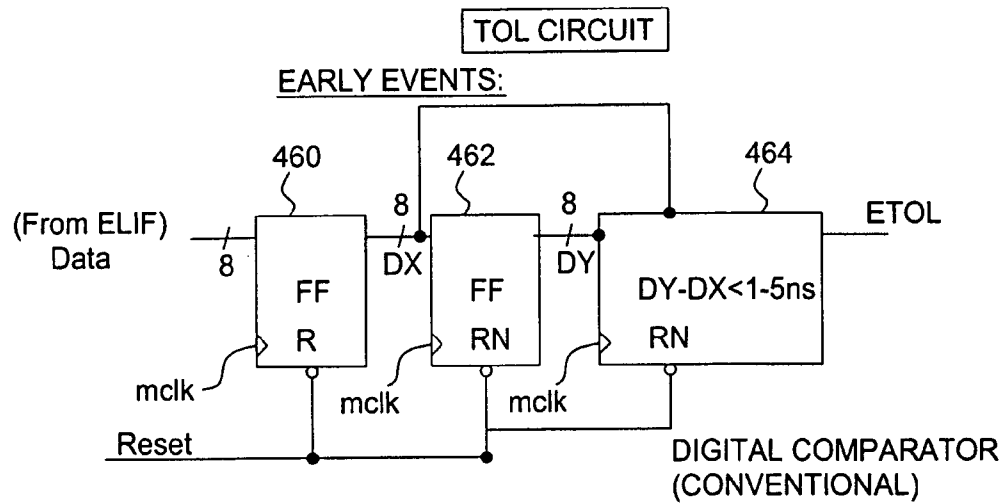 TOL CIRCUIT
EARLY EVENTS:
460
462
464
(From ELIF)
Data
8
8
DX
8
DY
ETOL
FF
R
FF
RN
DY-DX<1-5ns
RN
mclk
mclk
mclk
Reset
DIGITAL COMPARATOR
(CONVENTIONAL)